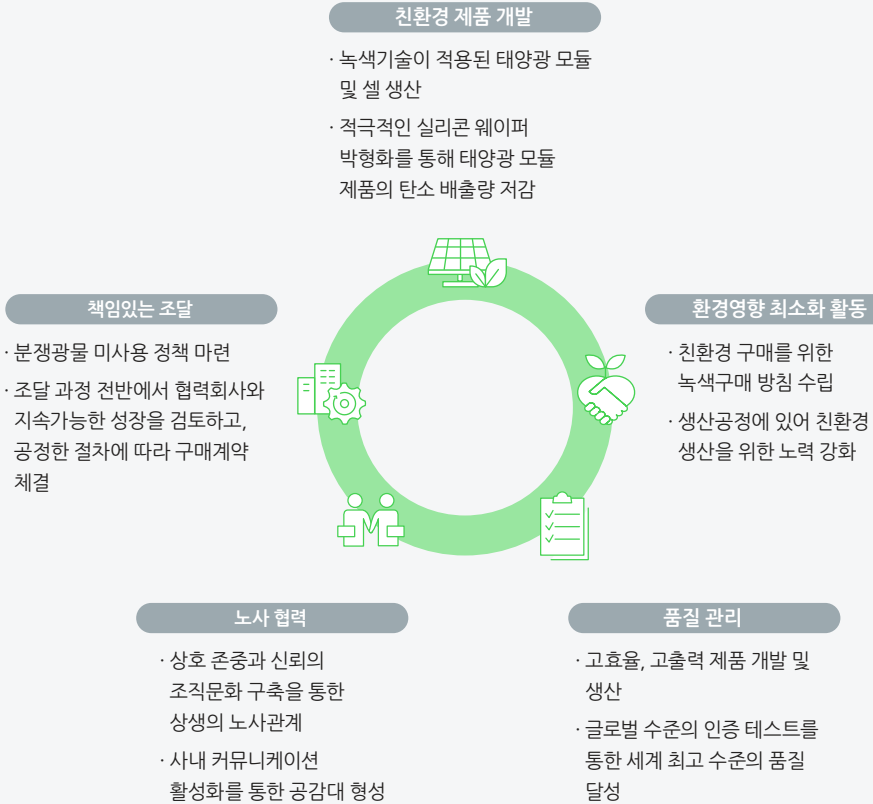 친환경 제품 개발
· 녹색기술이 적용된 태양광 모듈
및 셀 생산
· 적극적인 실리콘 웨이퍼
박형화를 통해 태양광 모듈
제품의 탄소 배출량 저감
책임있는 조달
· 분쟁광물 미사용 정책 마련
· 조달 과정 전반에서 협력회사와
지속가능한 성장을 검토하고,
공정한 절차에 따라 구매계약
체결
환경영향 최소화 활동
· 친환경 구매를 위한
녹색구매 방침 수립
· 생산공정에 있어 친환경
생산을 위한 노력 강화
노사 협력
· 상호 존중과 신뢰의
조직문화 구축을 통한
상생의 노사관계
· 사내 커뮤니케이션
활성화를 통한 공감대 형성
품질 관리
· 고효율, 고출력 제품 개발 및
생산
· 글로벌 수준의 인증 테스트를
통한 세계 최고 수준의 품질
달성